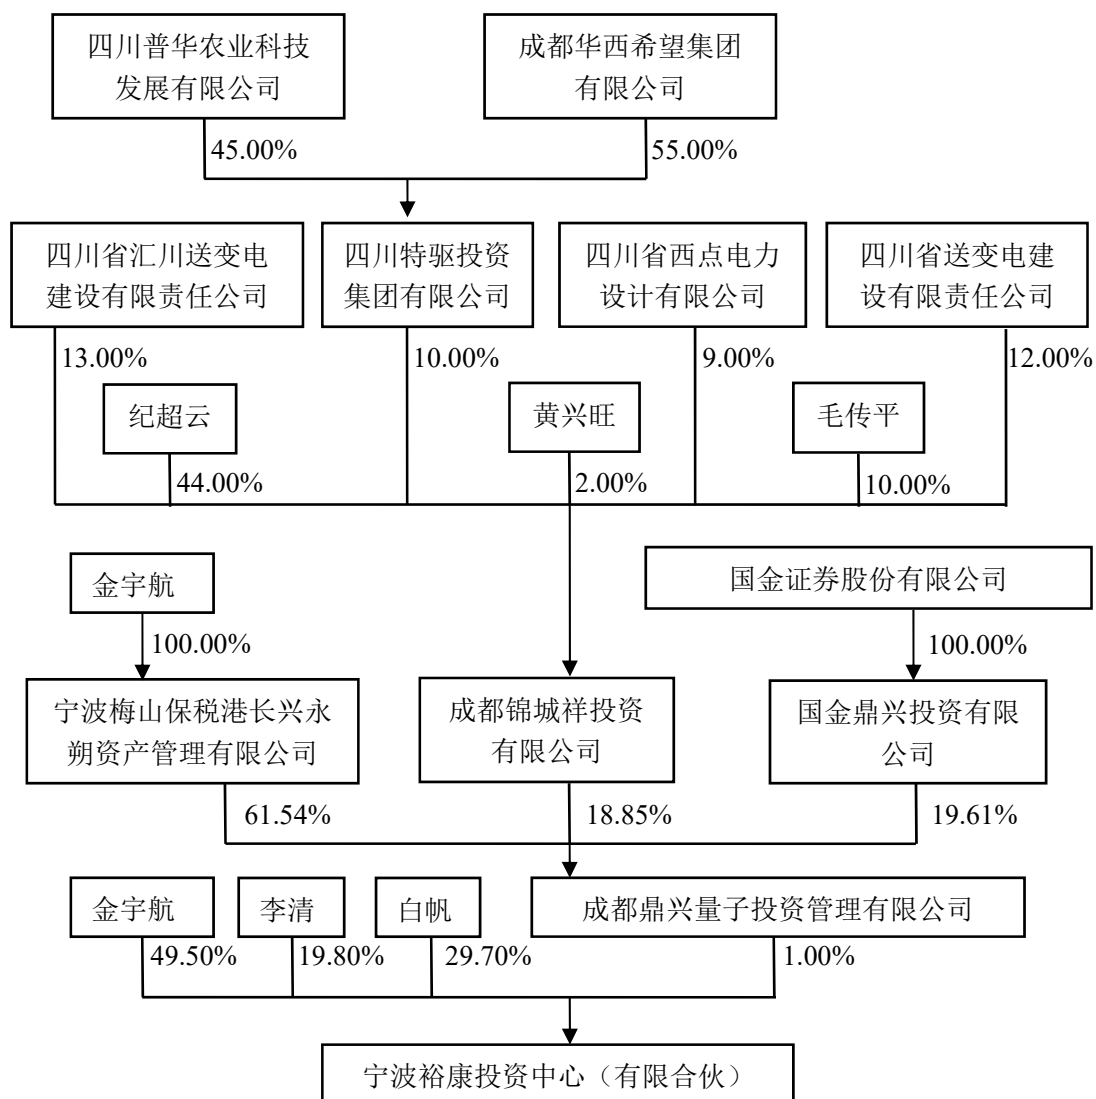 四川普华农业科技
发展有限公司
成都华西希望集团
有限公司
45.00%
55.00%
四川省汇川送变电
建设有限责任公司
四川特驱投资
集团有限公司
四川省西点电力
设计有限公司
四川省送变电建
设有限责任公司
13.00%
10.00%
9.00%
12.00%
纪超云
黄兴旺
毛传平
44.00%
2.00%
10.00%
金宇航
国金证券股份有限公司
100.00%
100.00%
宁波梅山保税港长兴永
朔资产管理有限公司
成都锦城祥投资
有限公司
国金鼎兴投资有限
公司
61.54%
18.85%
19.61%
金宇航
李清
白帆
成都鼎兴量子投资管理有限公司
49.50%
19.80%
29.70%
1.00%
宁波裕康投资中心（有限合伙）